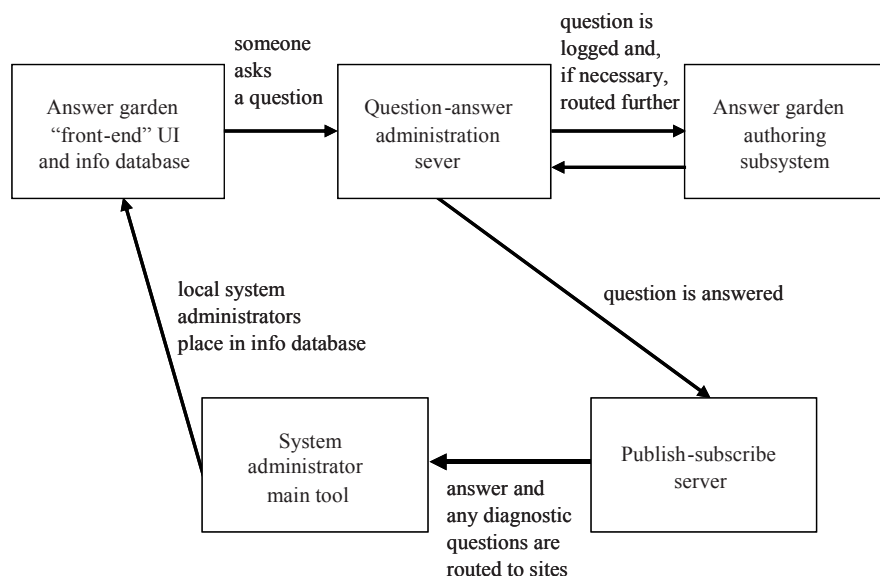 someone
asks
a question
question is
logged and,
if necessary,
routed further
Answer garden
“front-end” UI
and info database
Question-answer
administration
sever
Answer garden
authoring
subsystem
local system
administrators
place in info database
question is answered
System
administrator
main tool
Publish-subscribe
server
answer and
any diagnostic
questions are
routed to sites